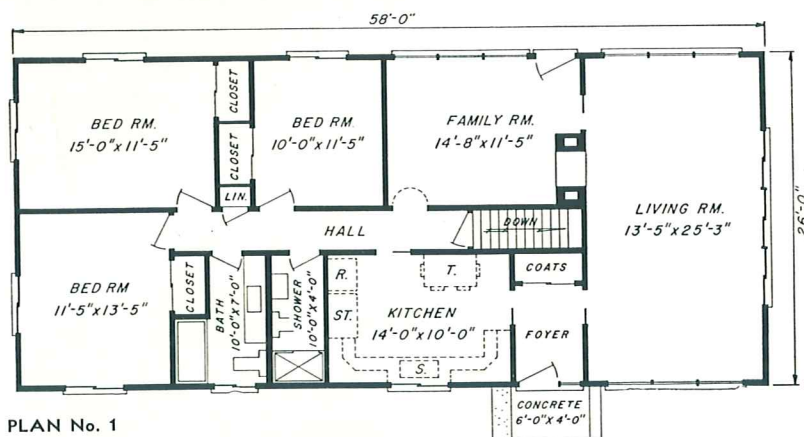 58'-0"
BED RM.
15'-0"x11'-5"
CLOSET
CLOSET
LIN.
BED RM.
10'-0"x11'-5"
FAMILY RM.
14'-8"x11'-5"
LIVING RM.
13'-5"x25'-3"
26'-0"
HALL
DOWN
BED RM
11'-5"x13'-5"
CLOSET
BATH
10'-0"x7'-0"
SHOWER
10'-0"x4'-0"
R.
ST.
T.
KITCHEN
14'-0"x10'-0"
S.
COATS
FOYER
CONCRETE
6'-0"x4'-0"
PLAN No. 1